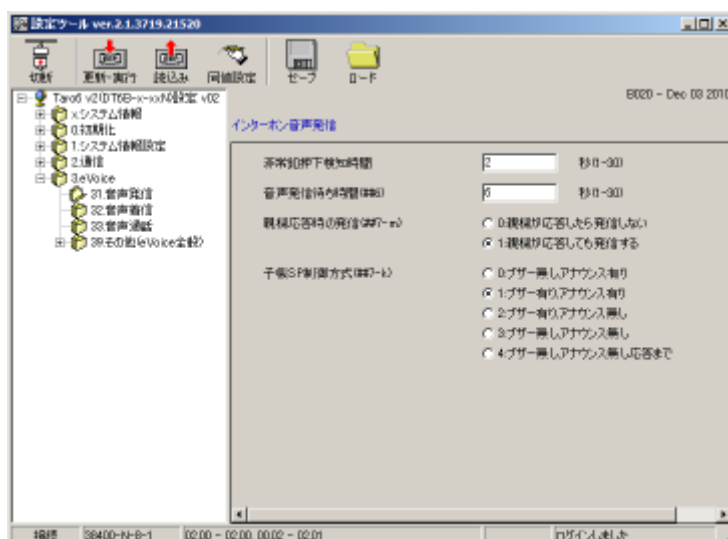 設定ツール ver.2.1.3719.21520
切断 更新・実行 読込み 同値設定 セーブ ロード
B020 - Dec 03 2010
Taro5 v2(DT6B-x-xxN)設定 v02
x:システム情報
0.初期化
1:システム情報設定
2:通信
3:eVoice
31.音声発信
32.音声着信
33.音声通話
39.その他(eVoice全般)
インターホン音声発信
非常釦押下検知時間 2 秒(1-30)
音声発信待ち時間(##6) 6 秒(1-30)
親機応答時の発信(##7-m) 0:親機が応答したら発信しない
1:親機が応答しても発信する
子機SP制御方式(##7-k) 0:ブザー無し,アナウンス有り
1:ブザー有り,アナウンス有り
2:ブザー有り,アナウンス無し
3:ブザー無し,アナウンス無し
4:ブザー無し,アナウンス無し応答まで
接続 38400-N-8-1 02.00 - 02.00, 00.02 - 02.01 ログインしました